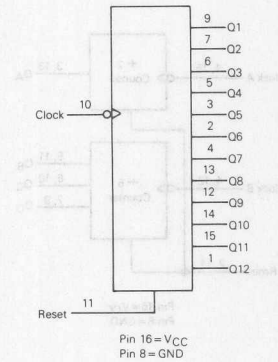 9 Q1
7 Q2
6 Q3
5 Q4
Clock 10 3 Q5
2 Q6
4 Q7
13 Q8
12 Q9
14 Q10
15 Q11
1 Q12
Reset 11
Pin 16 = VCC
Pin 8 = GND